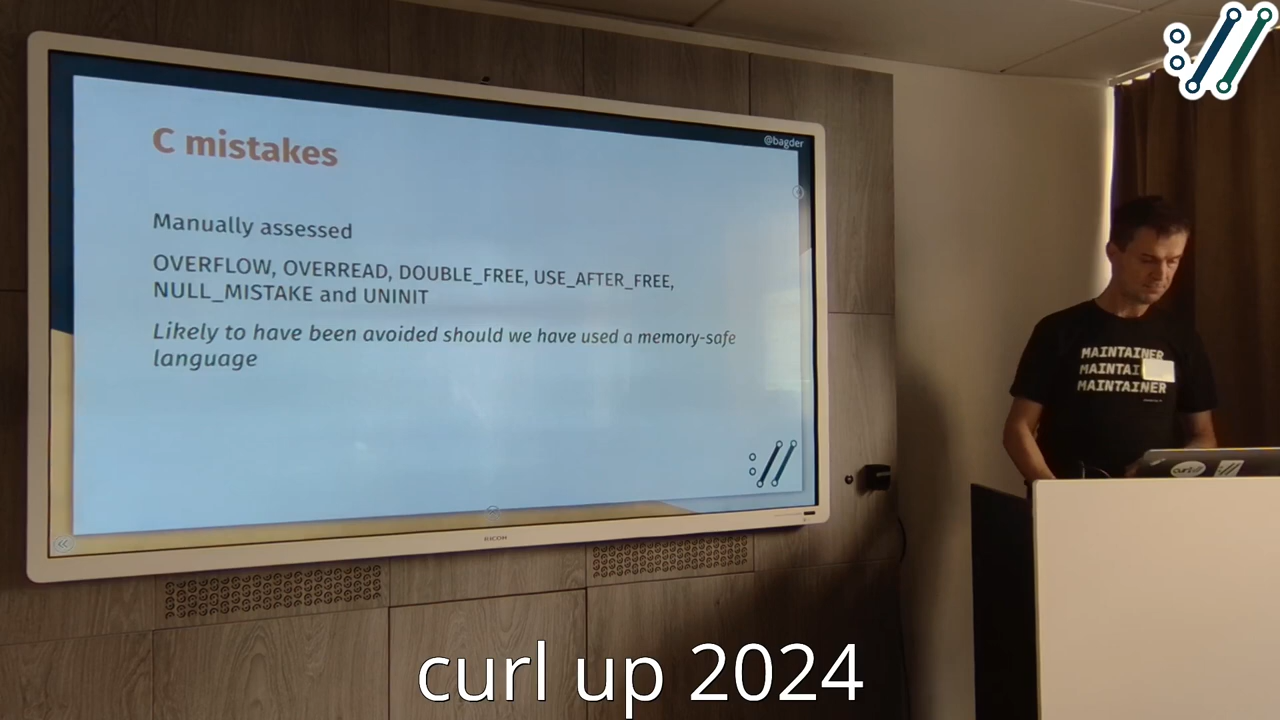 @bagder
C mistakes
Manually assessed
OVERFLOW, OVERREAD, DOUBLE_FREE, USE_AFTER_FREE,
NULL_MISTAKE and UNINIT
Likely to have been avoided should we have used a memory-safe
language
RICOH
MAINTAINER
MAINTAI
MAINTAINER
curl
curl up 2024